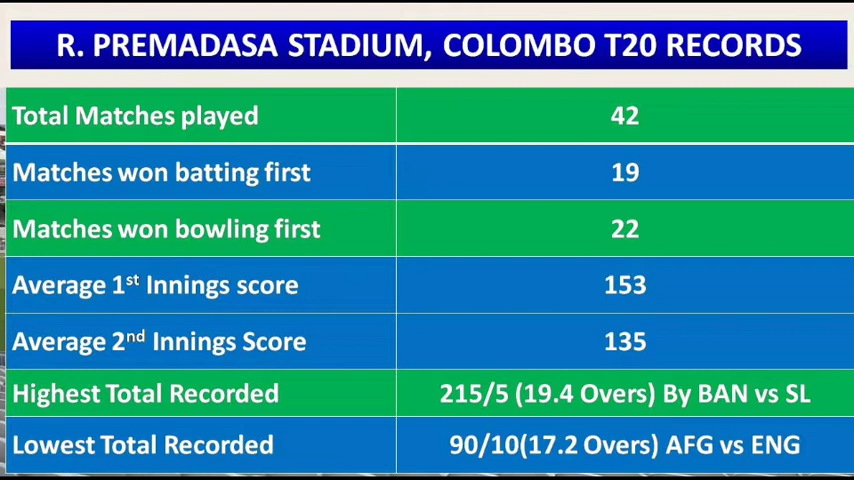 R. PREMADASA STADIUM, COLOMBO T20 RECORDS
Total Matches played 42
Matches won batting first 19
Matches won bowling first 22
Average 1st Innings score 153
Average 2nd Innings Score 135
Highest Total Recorded 215/5 (19.4 Overs) By BAN vs SL
Lowest Total Recorded 90/10(17.2 Overs) AFG vs ENG